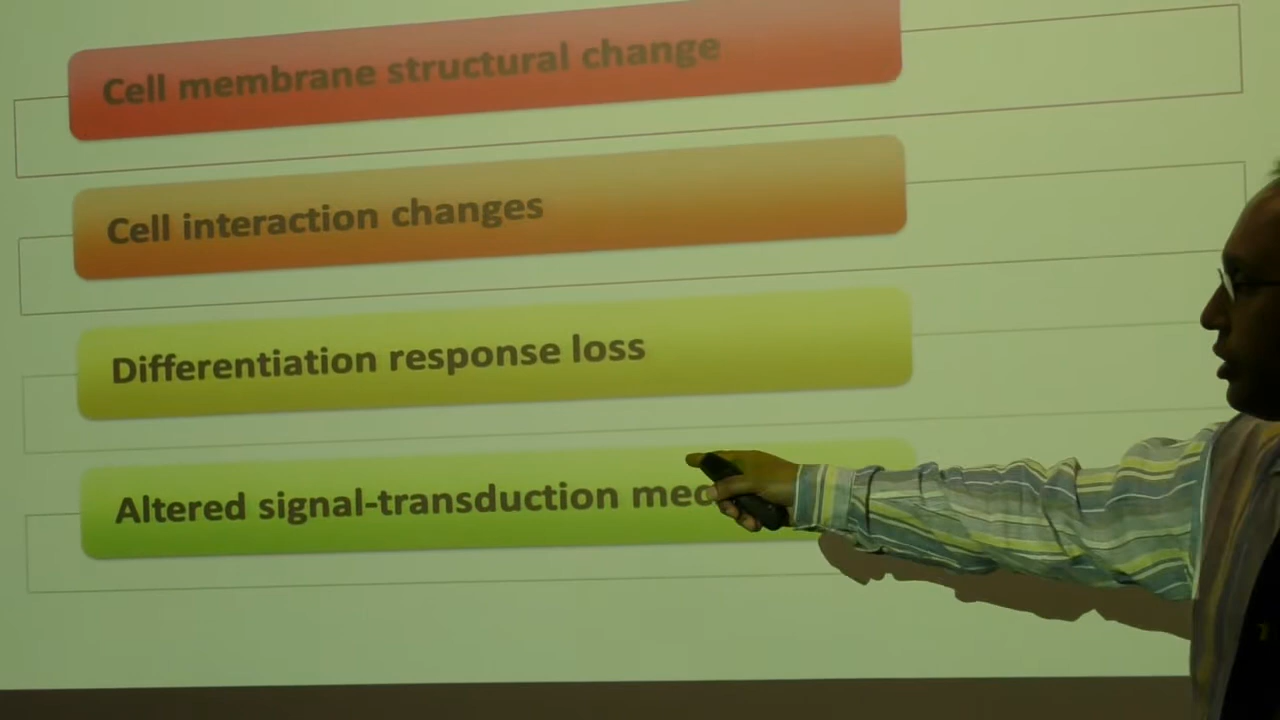 Cell membrane structural change
Cell interaction changes
Differentiation response loss
Altered signal-transduction